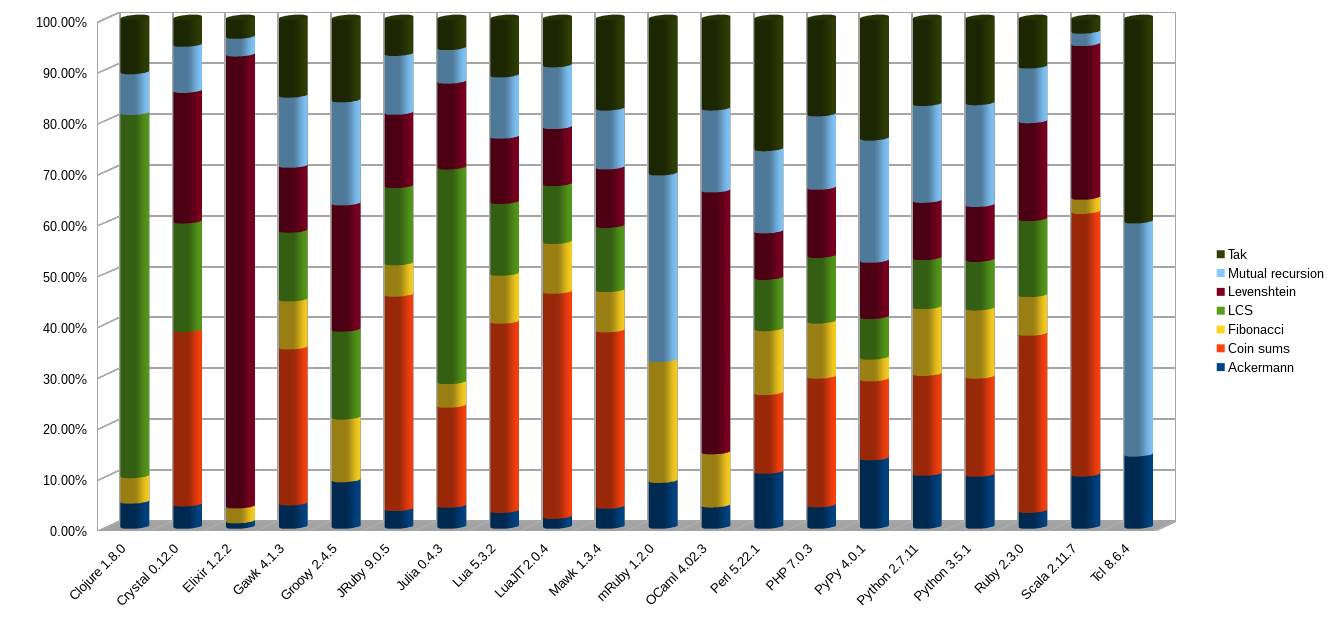 100.00%
90.00%
80.00%
70.00%
60.00%
50.00%
40.00%
30.00%
20.00%
10.00%
0.00%
Clojure 1.8.0
Crystal 0.12.0
Elixir 1.2.2
Gawk 4.1.3
Groovy 2.4.5
JRuby 9.0.5
Julia 0.4.3
Lua 5.3.2
LuaJIT 2.0.4
Mawk 1.3.4
mRuby 1.2.0
OCaml 4.02.3
Perl 5.22.1
PHP 7.0.3
PyPy 4.0.1
Python 2.7.11
Python 3.5.1
Ruby 2.3.0
Scala 2.11.7
Tcl 8.6.4
Tak
Mutual recursion
Levenshtein
LCS
Fibonacci
Coin sums
Ackermann